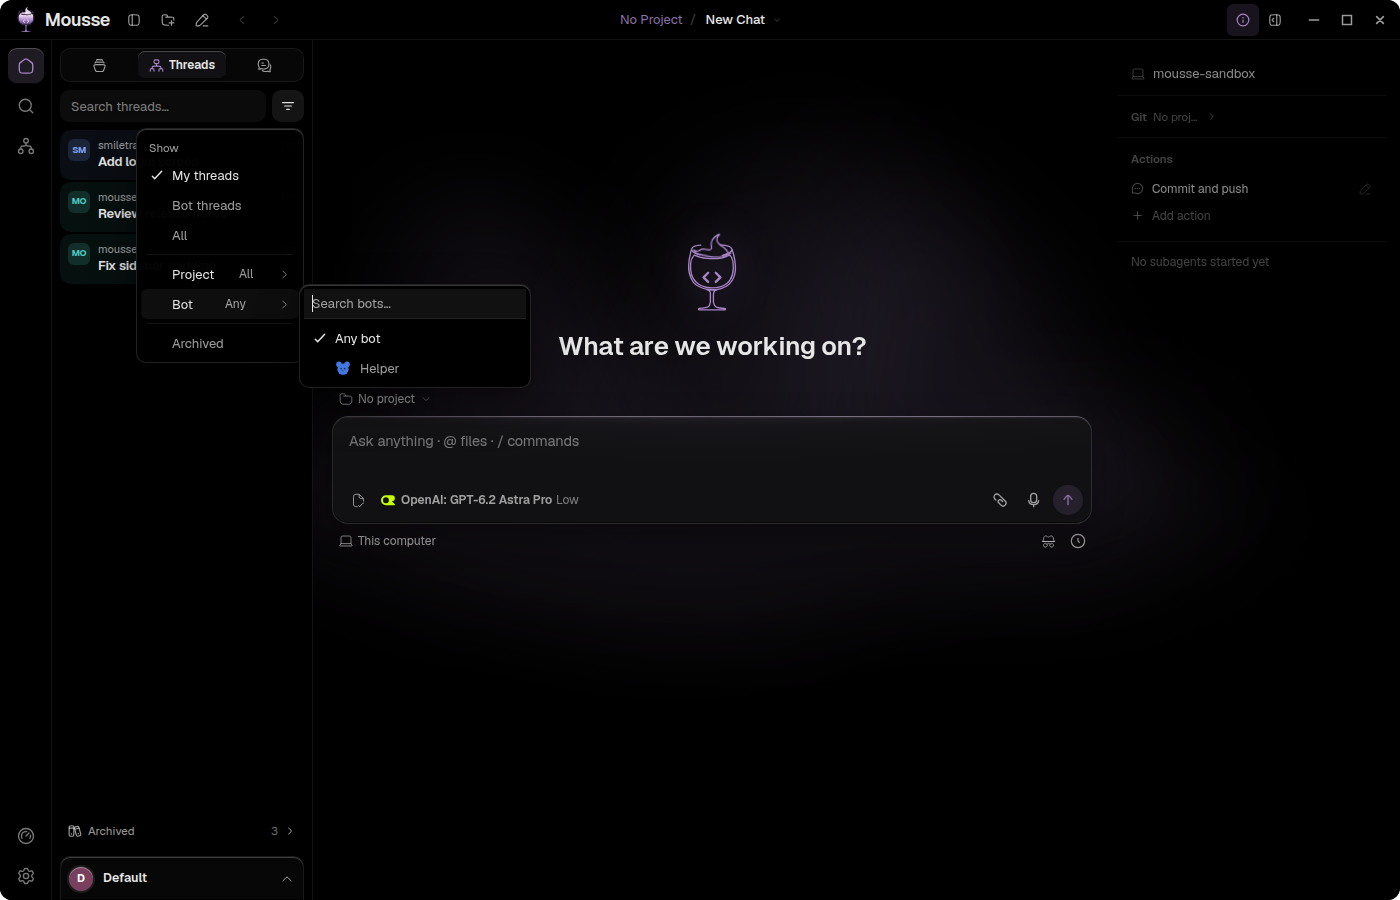 Mousse
No Project / New Chat
Threads
mousse-sandbox
Search threads...
Git No proj...
SM smiletra
Add lo
Show
Actions
My threads
Commit and push
MO mousse
Review
Bot threads
Add action
All
MO mousse
Fix sid
No subagents started yet
Project All
Bot Any
Search bots...
Any bot
Archived
What are we working on?
Helper
No project
Ask anything · @ files · / commands
OpenAI: GPT-6.2 Astra Pro Low
This computer
Archived 3
D Default